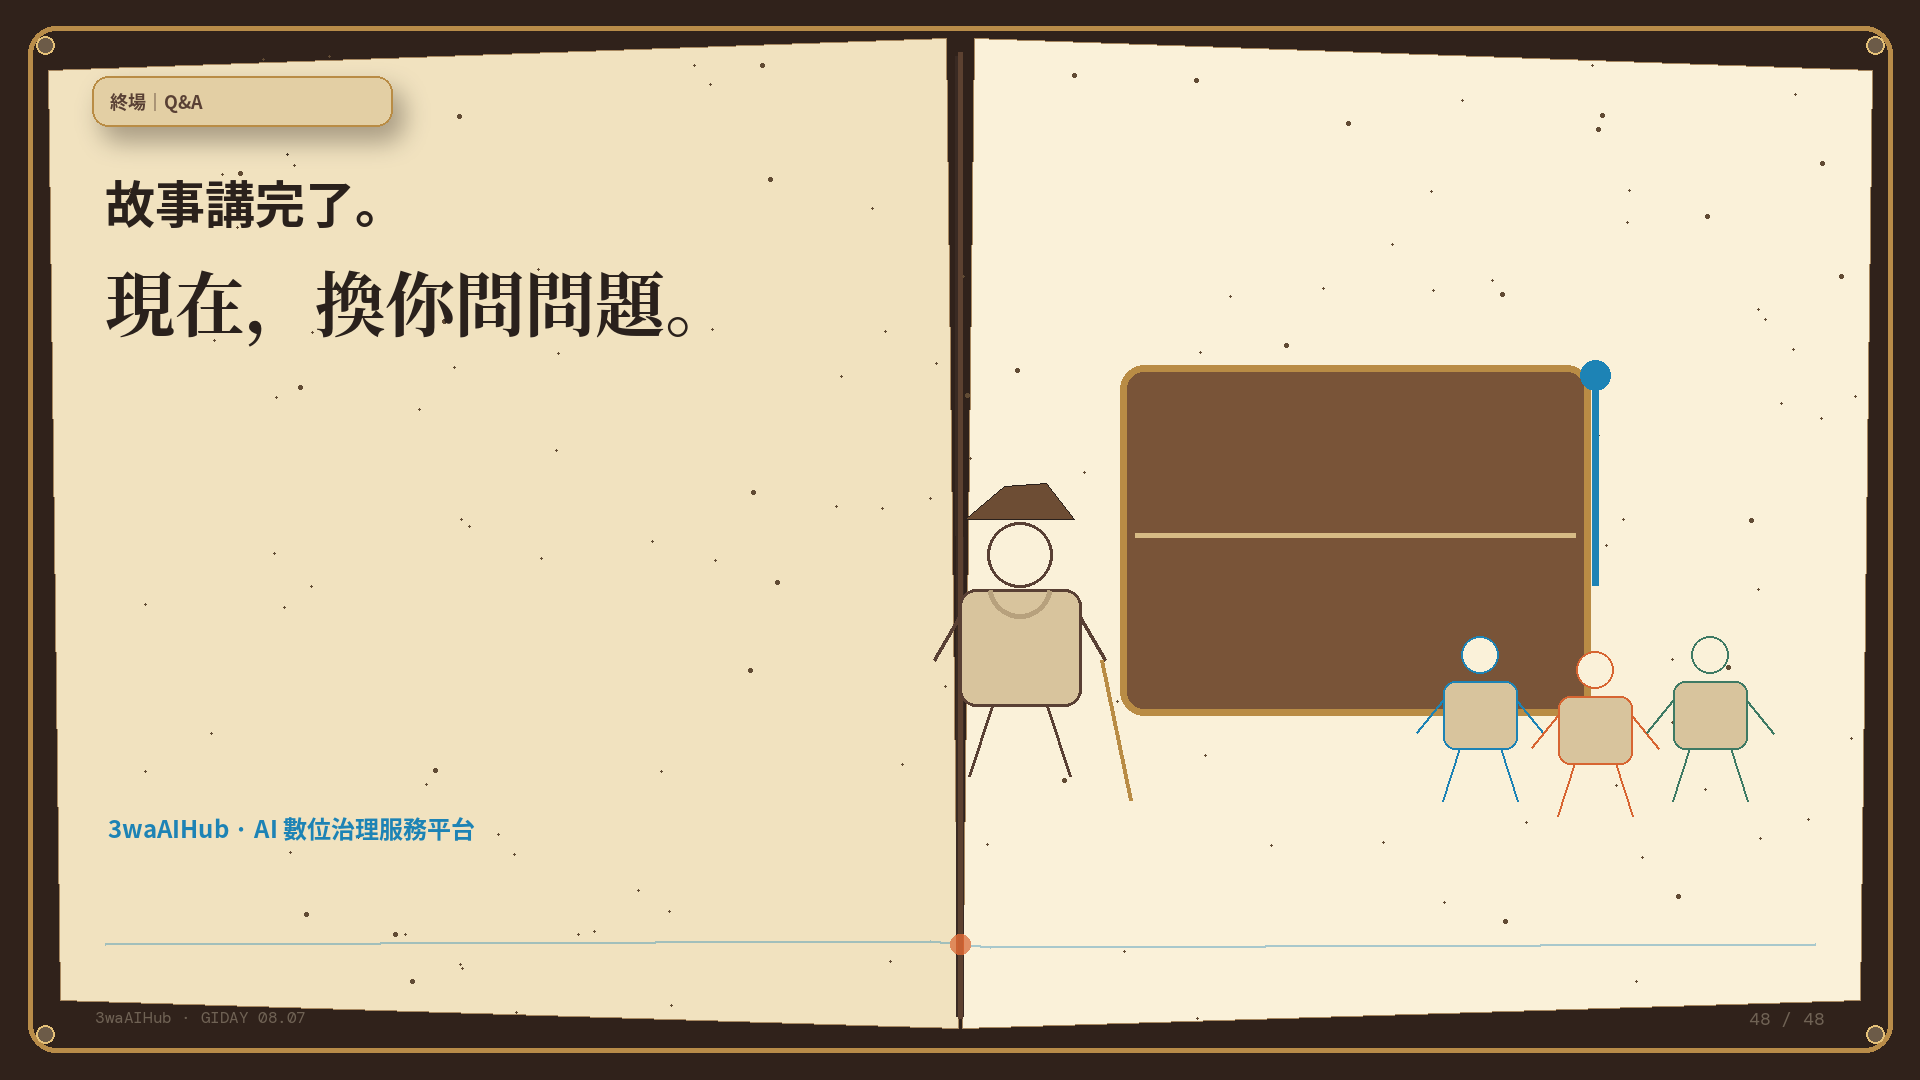 終場｜Q&A
故事講完了。
現在，換你問問題。
3waAIHub · AI 數位治理服務平台
3waAIHub · GIDAY 08.07
48 / 48